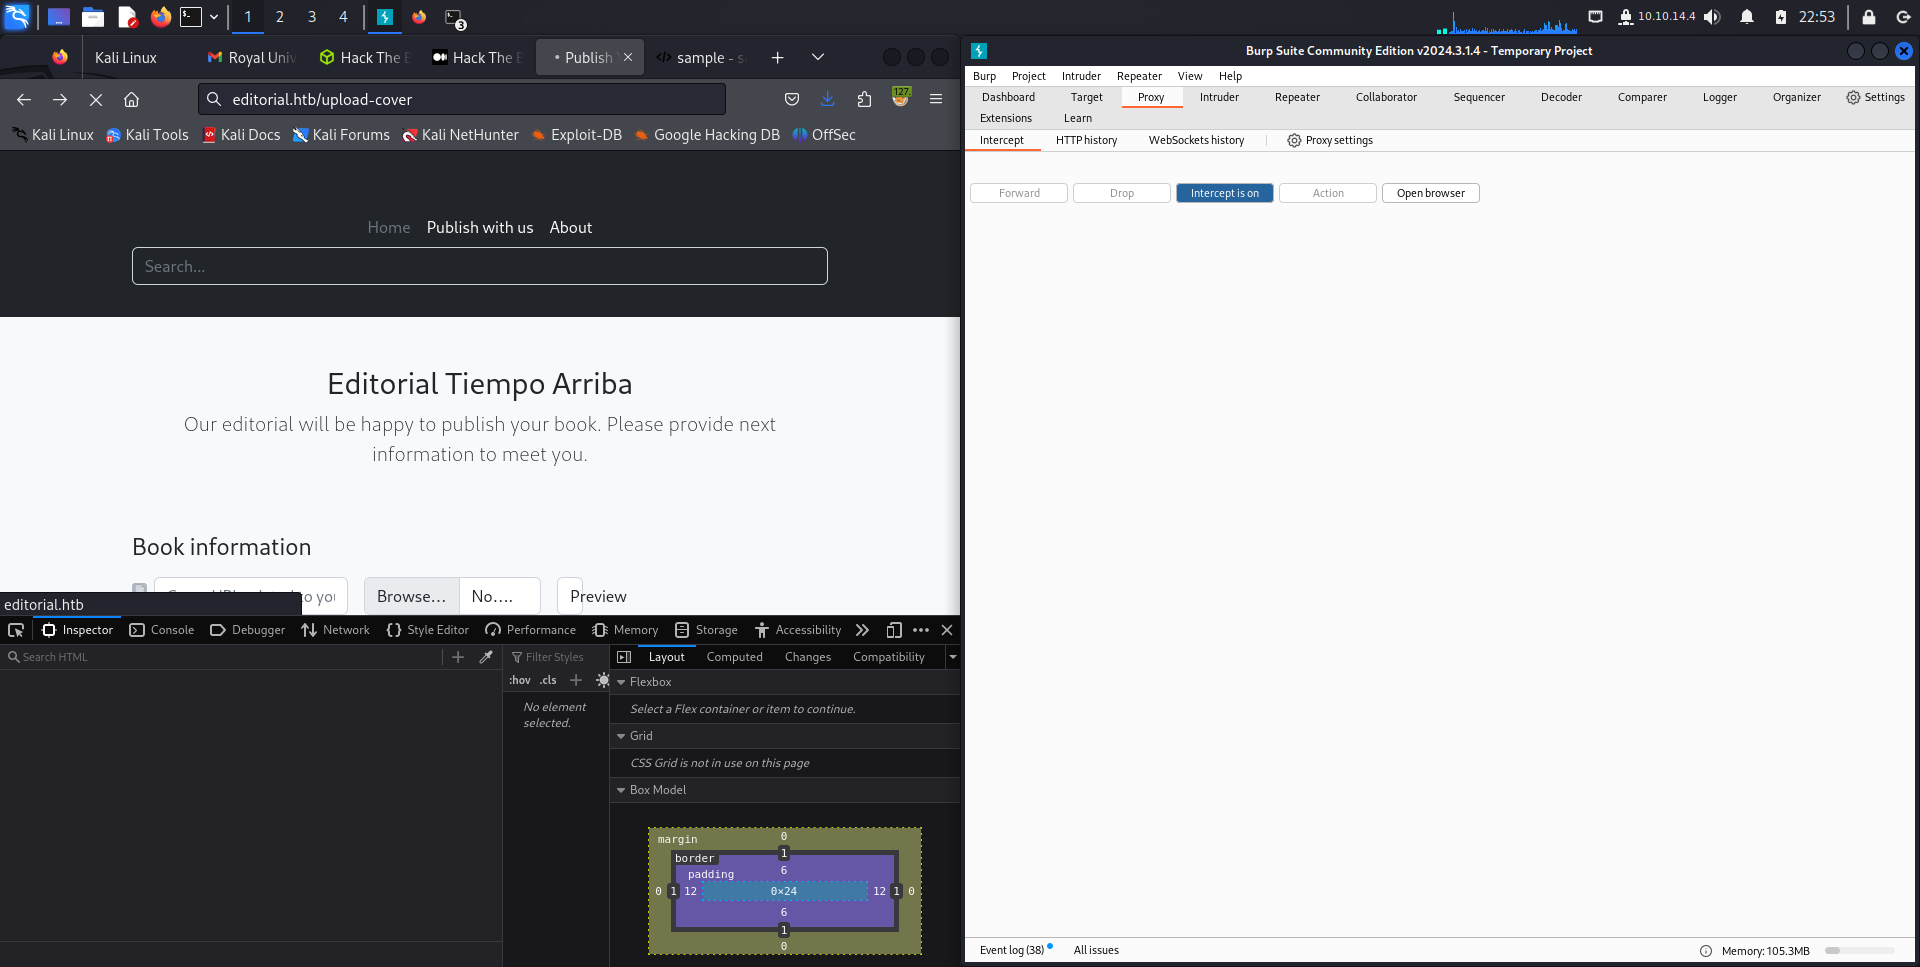 1 2 3 4 3 10.10.14.4 22:53
Kali Linux Royal Univ Hack The E Hack The E Publish sample - s
editorial.htb/upload-cover 127.
Kali Linux Kali Tools Kali Docs Kali Forums Kali NetHunter Exploit-DB Google Hacking DB OffSec
Home Publish with us About
Search...
Editorial Tiempo Arriba
Our editorial will be happy to publish your book. Please provide next
information to meet you.
Book information
Browse... No.... Preview
editorial.htb
Inspector Console Debugger Network Style Editor Performance Memory Storage Accessibility
Search HTML Filter Styles Layout Computed Changes Compatibility
:hov .cls
No element
selected.
Flexbox
Select a Flex container or item to continue.
Grid
CSS Grid is not in use on this page
Box Model
margin 0
border 1
padding 6
0 1 12 0×24 12 1 0
6
1
0
Burp Suite Community Edition v2024.3.1.4 - Temporary Project
Burp Project Intruder Repeater View Help
Dashboard Target Proxy Intruder Repeater Collaborator Sequencer Decoder Comparer Logger Organizer Settings
Extensions Learn
Intercept HTTP history WebSockets history Proxy settings
Forward Drop Intercept is on Action Open browser
Event log (38) All issues Memory: 105.3MB